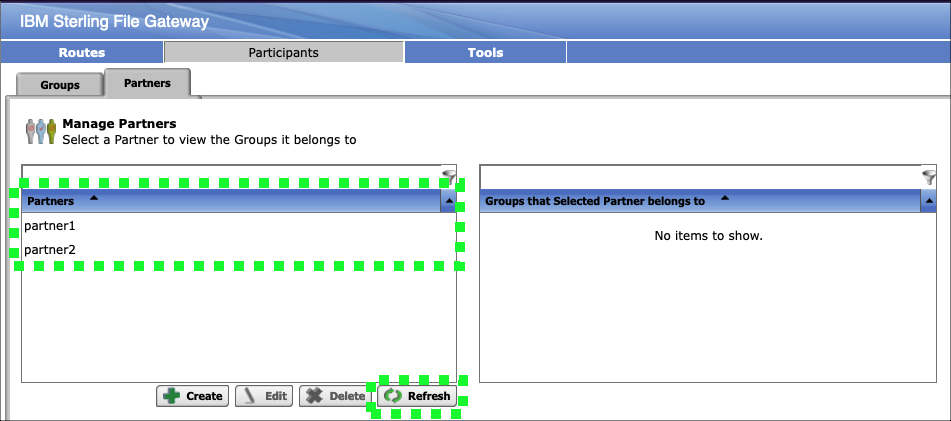 IBM Sterling File Gateway
Routes Participants Tools
Groups Partners
Manage Partners
Select a Partner to view the Groups it belongs to
Partners
partner1
partner2
Groups that Selected Partner belongs to
No items to show.
Create Edit Delete Refresh